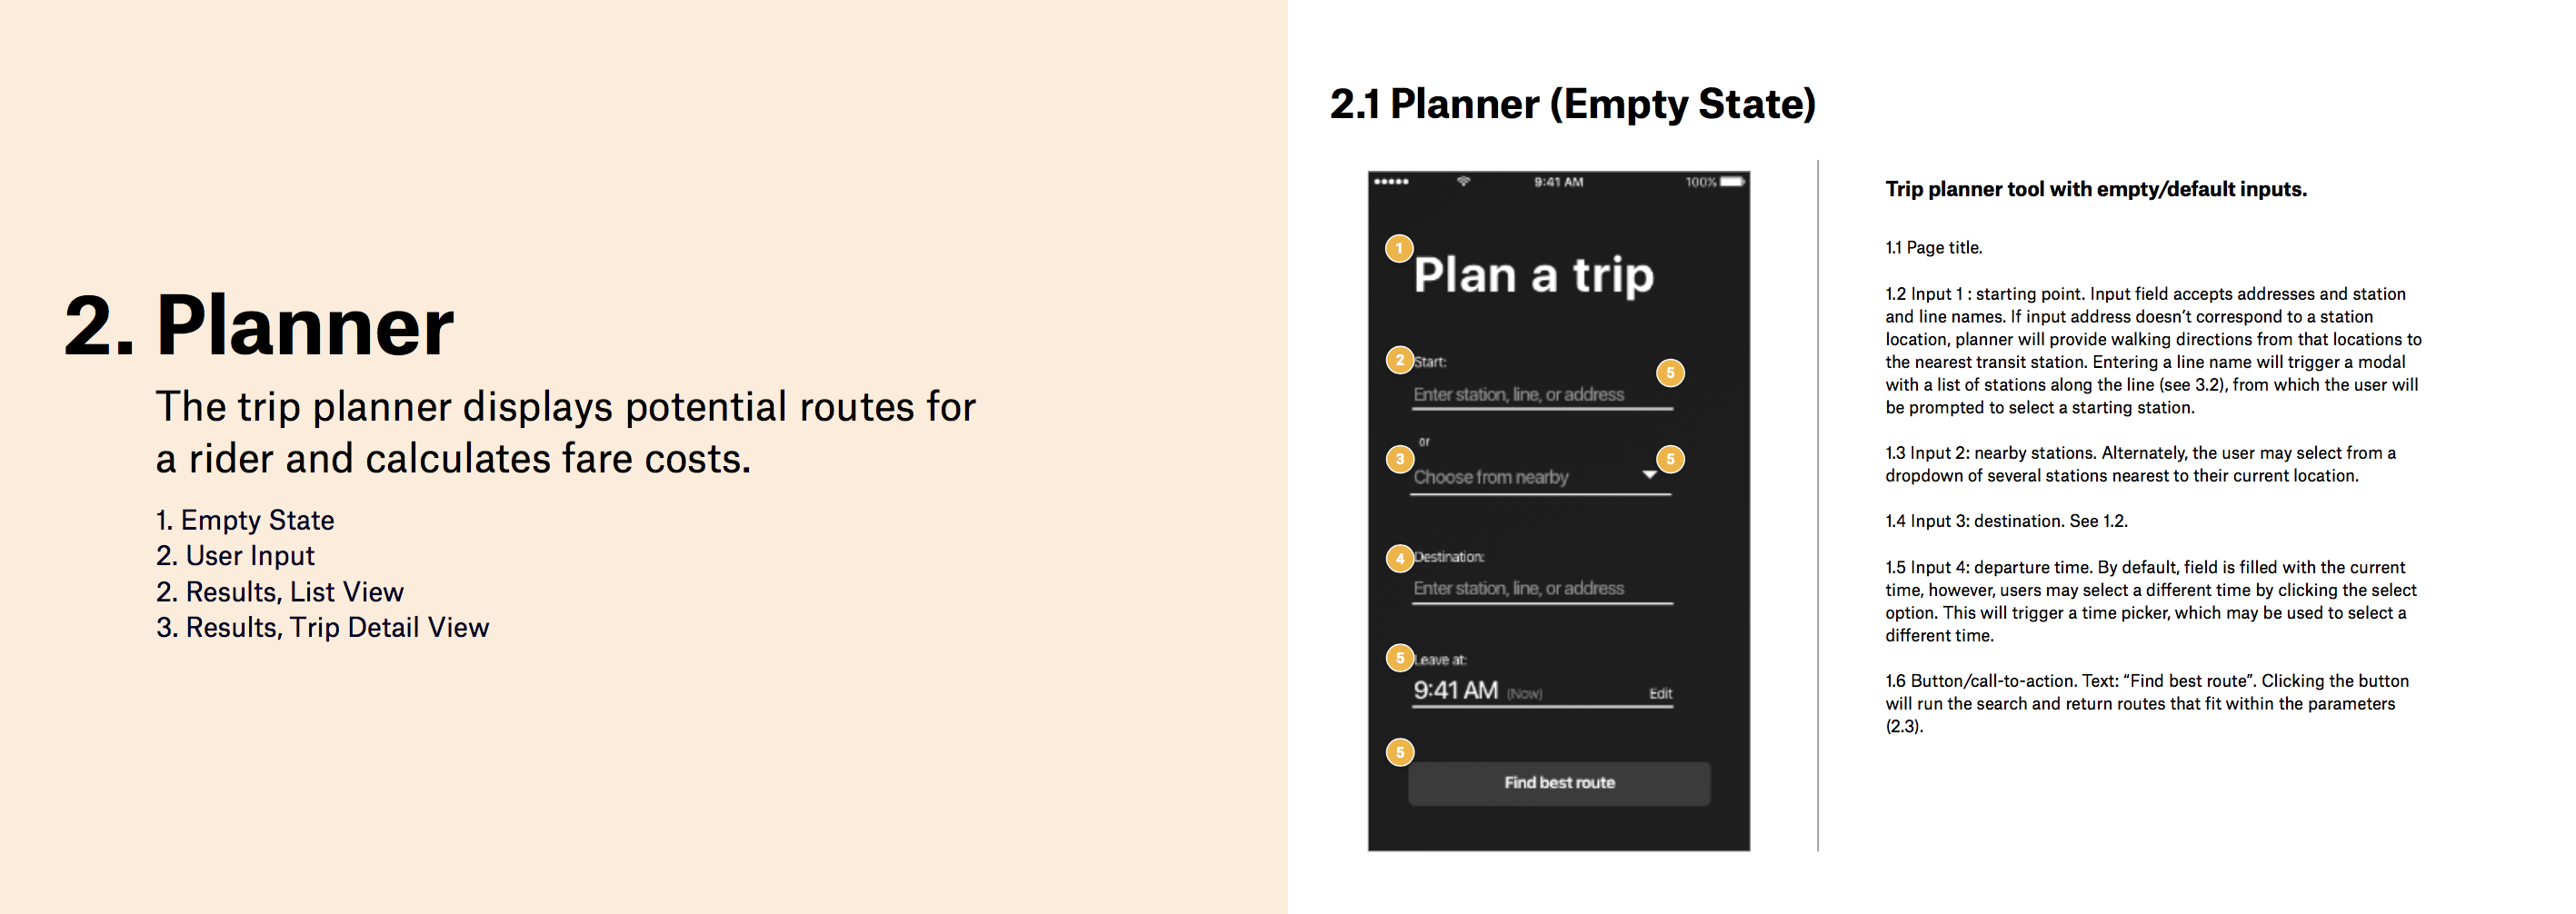 2. Planner
The trip planner displays potential routes for
a rider and calculates fare costs.
1. Empty State
2. User Input
2. Results, List View
3. Results, Trip Detail View
2.1 Planner (Empty State)
9:41 AM
100%
1
Plan a trip
2
Start:
5
Enter station, line, or address
or
3
5
Choose from nearby
4
Destination:
Enter station, line, or address
5
Leave at:
9:41 AM (Now) Edit
5
Find best route
Trip planner tool with empty/default inputs.
1.1 Page title.
1.2 Input 1 : starting point. Input field accepts addresses and station
and line names. If input address doesn’t correspond to a station
location, planner will provide walking directions from that locations to
the nearest transit station. Entering a line name will trigger a modal
with a list of stations along the line (see 3.2), from which the user will
be prompted to select a starting station.
1.3 Input 2: nearby stations. Alternately, the user may select from a
dropdown of several stations nearest to their current location.
1.4 Input 3: destination. See 1.2.
1.5 Input 4: departure time. By default, field is filled with the current
time, however, users may select a different time by clicking the select
option. This will trigger a time picker, which may be used to select a
different time.
1.6 Button/call-to-action. Text: “Find best route”. Clicking the button
will run the search and return routes that fit within the parameters
(2.3).